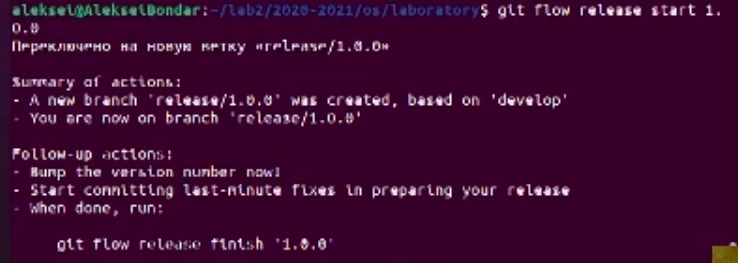 aleksei@AlekseiBondar:~/lab2/2020-2021/os/laboratory$ git flow release start 1.
0.0
Переключено на новую ветку «release/1.0.0»
Summary of actions:
- A new branch 'release/1.0.0' was created, based on 'develop'
- You are now on branch 'release/1.0.0'
Follow-up actions:
- Bump the version number now!
- Start committing last-minute fixes in preparing your release
- When done, run:
git flow release finish '1.0.0'